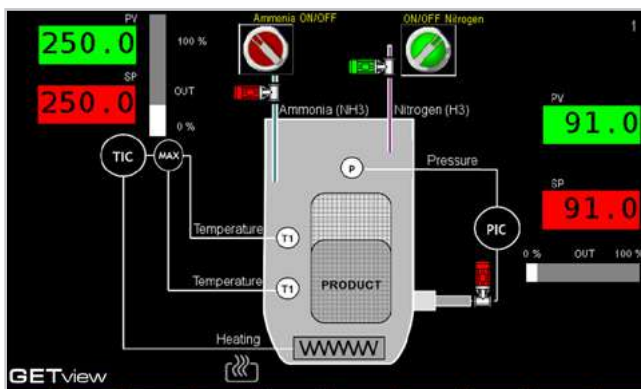 Ammonia ON/OFF
ON/OFF Nitrogen
1
PV
250.0
100 %
SP
250.0
OUT
0 %
Ammonia (NH3)
Nitrogen (H3)
PV
91.0
TIC
MAX
P
Pressure
SP
91.0
PIC
Temperature
T1
0 %
OUT
100 %
Temperature
T1
PRODUCT
Heating
GETview